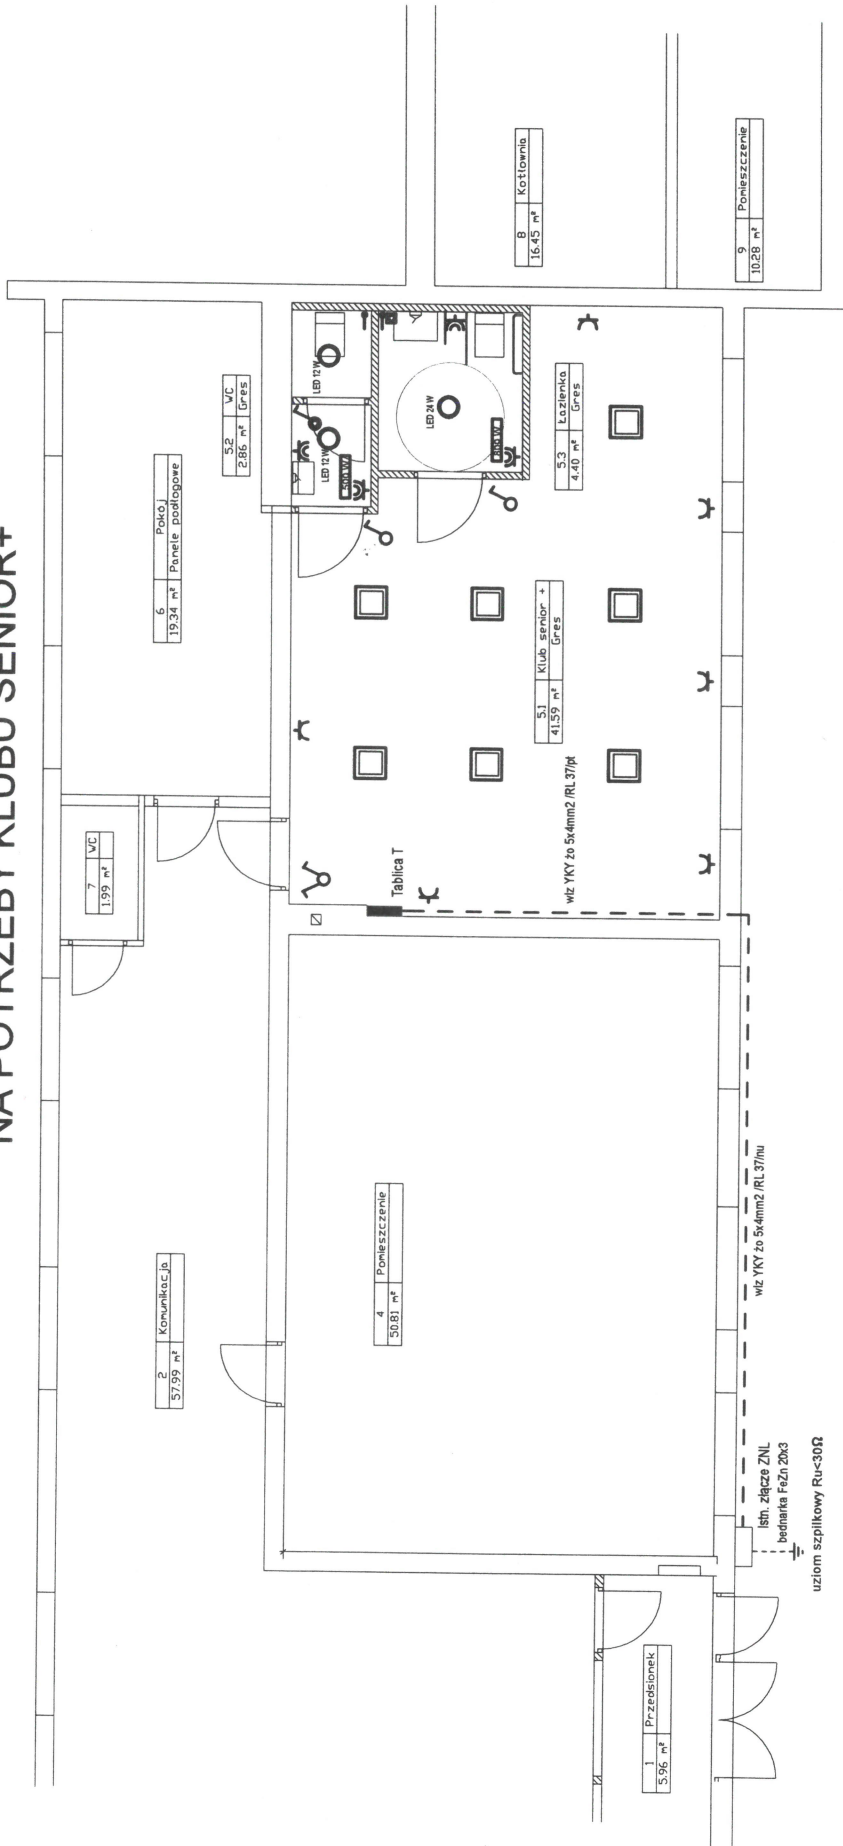 NA POTRZEBY KLUBU SENIOR+
8 Kotłownia
16.45 m²
9 Pomieszczenie
10.28 m²
5.2 WC
2.86 m² Gres
6 Pokój
19.34 m² Panele podłogowe
LED 12W
LED 12W
500 W
LED 24W
800 W
5.3 Łazienka
4.40 m² Gres
5.1 Klub senior +
41.59 m² Gres
7 WC
1.99 m²
Tablica T
wlz YKY żo 5x4mm2 /RL 37/pt
2 Komunikacja
57.99 m²
4 Pomieszczenie
50.81 m²
wlz YKY żo 5x4mm2 /RL 37/nu
Istn. złącze ZNL
bednarka FeZn 20x3
uziom szpilkowy Ru<30Ω
1 Przedsionek
5.96 m²